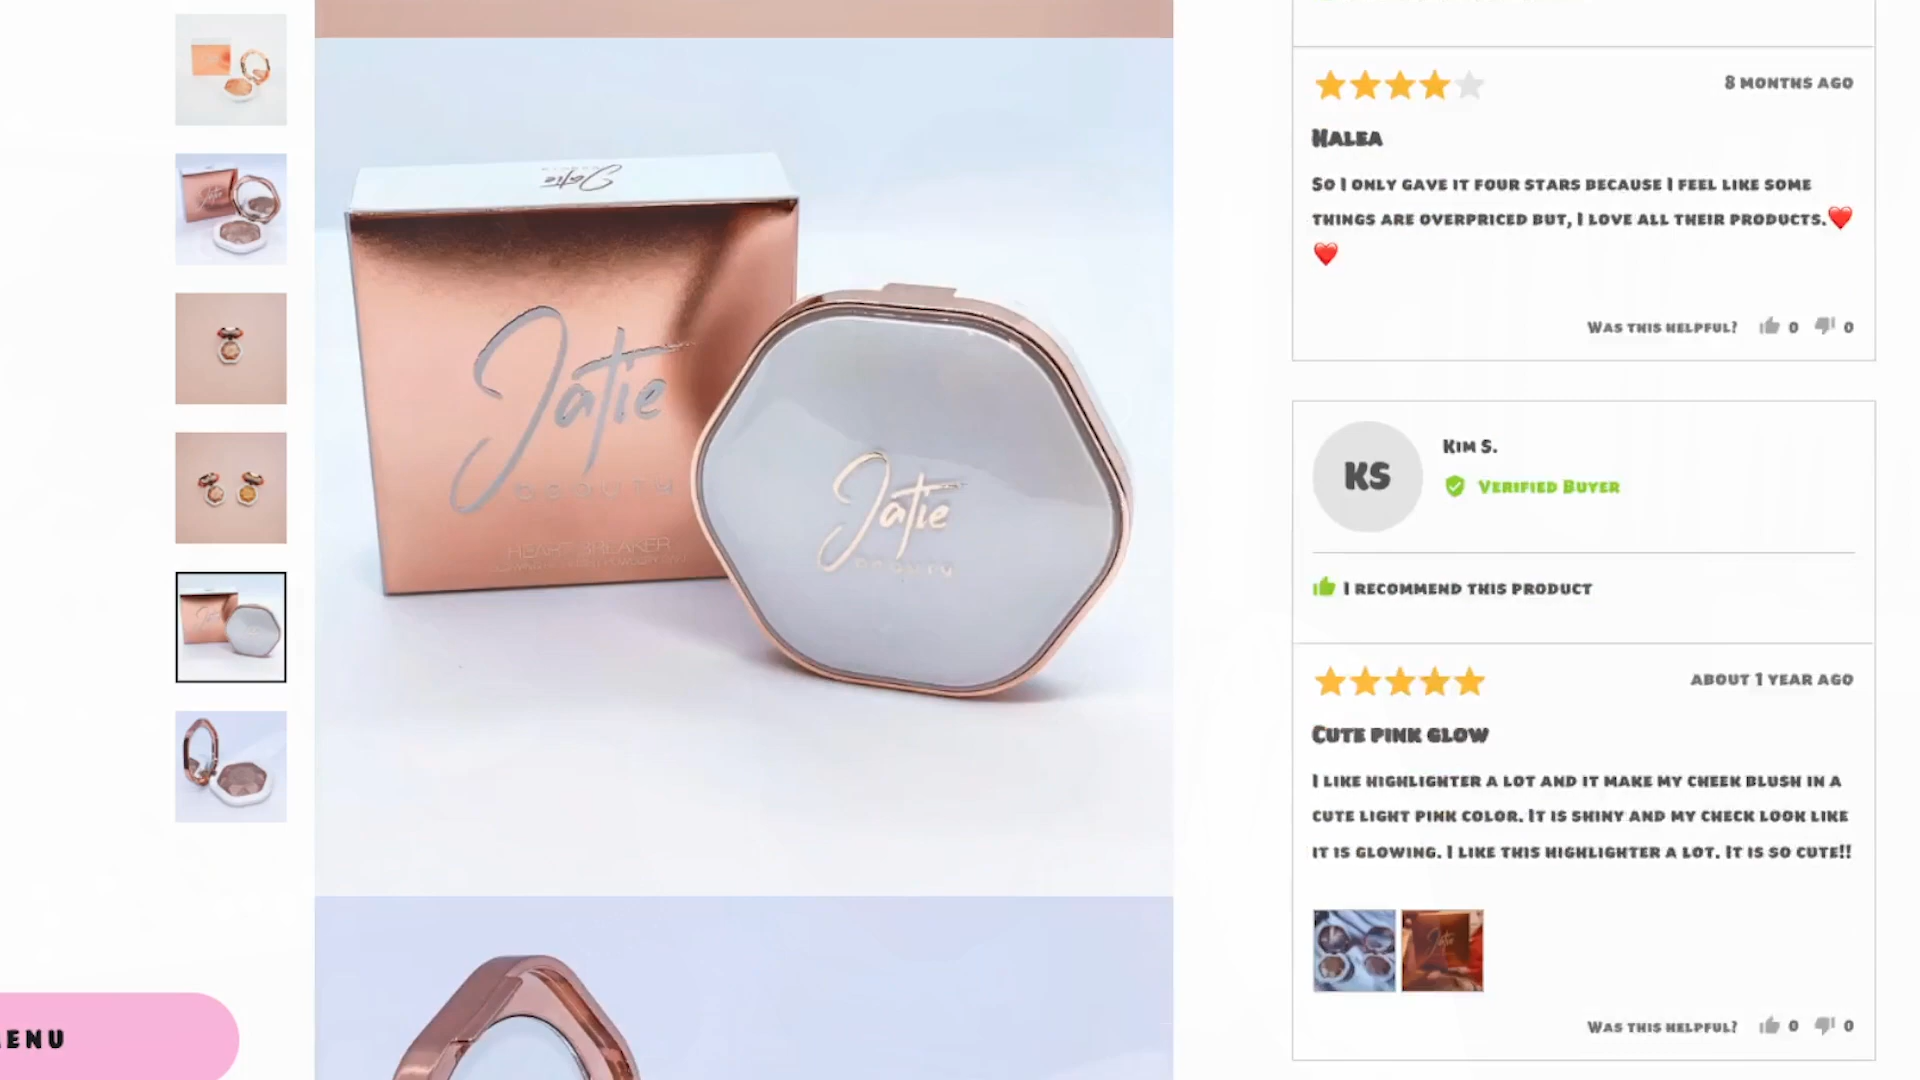 Jatie
Jatie
beauty
HEART BREAKER
Jatie
beauty
MENU
8 MONTHS AGO
HALEA
SO I ONLY GAVE IT FOUR STARS BECAUSE I FEEL LIKE SOME
THINGS ARE OVERPRICED BUT, I LOVE ALL THEIR PRODUCTS.❤️
❤️
WAS THIS HELPFUL? 0 0
KS
KIM S.
VERIFIED BUYER
I RECOMMEND THIS PRODUCT
ABOUT 1 YEAR AGO
CUTE PINK GLOW
I LIKE HIGHLIGHTER A LOT AND IT MAKE MY CHEEK BLUSH IN A
CUTE LIGHT PINK COLOR. IT IS SHINY AND MY CHECK LOOK LIKE
IT IS GLOWING. I LIKE THIS HIGHLIGHTER A LOT. IT IS SO CUTE!!
Jatie
WAS THIS HELPFUL? 0 0